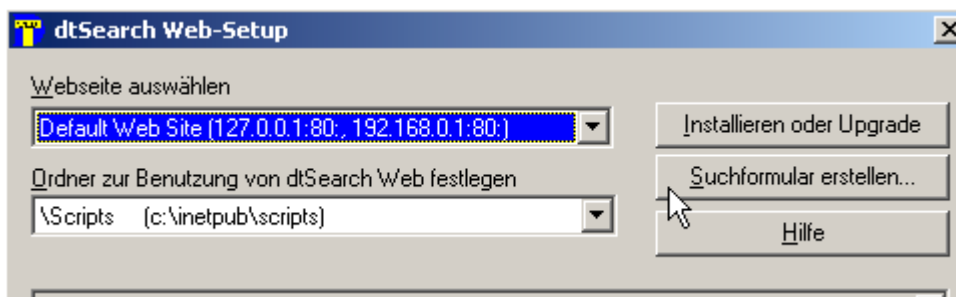 dtSearch Web-Setup
Webseite auswählen
Default Web Site (127.0.0.1:80:, 192.168.0.1:80:)
Installieren oder Upgrade
Ordner zur Benutzung von dtSearch Web festlegen
Suchformular erstellen...
\Scripts (c:\inetpub\scripts)
Hilfe